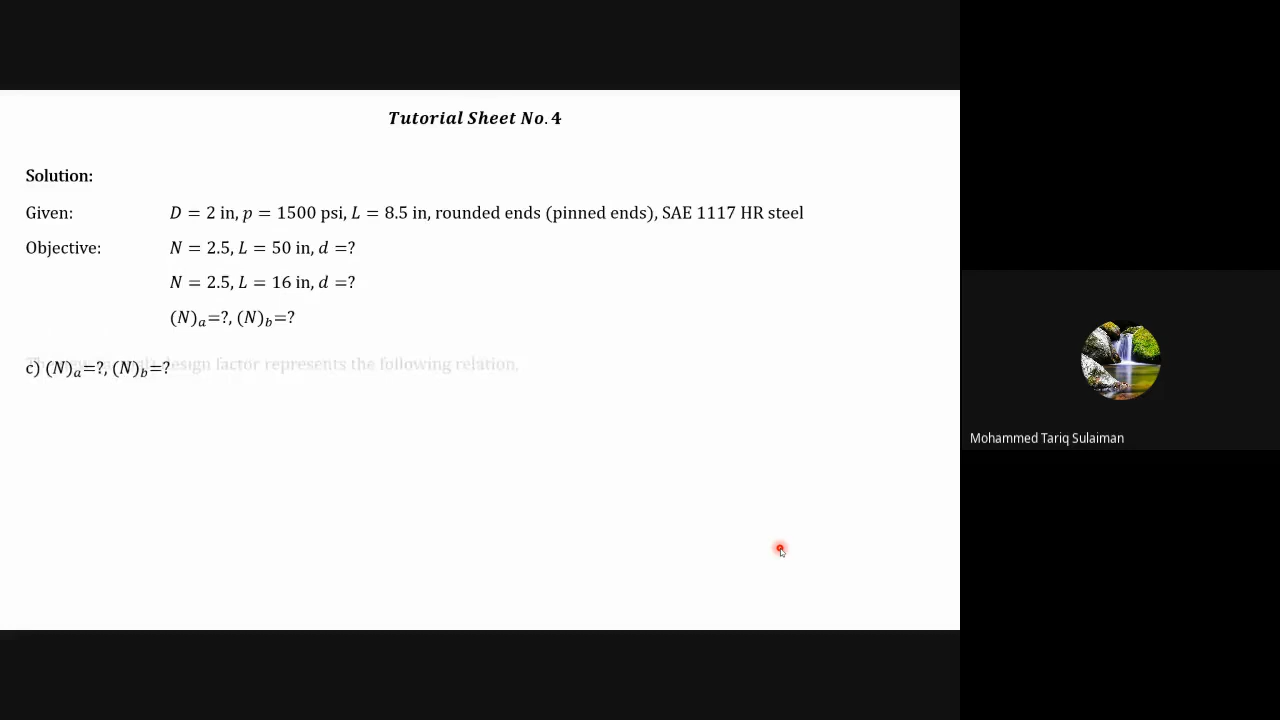 Tutorial Sheet No. 4
Solution:
Given: D = 2 in, p = 1500 psi, L = 8.5 in, rounded ends (pinned ends), SAE 1117 HR steel
Objective: N = 2.5, L = 50 in, d =?
N = 2.5, L = 16 in, d =?
(N)ₐ=?, (N)_b=?
design factor represents the following relation,
c) (N)ₐ=?, (N)_b=?
Mohammed Tariq Sulaiman